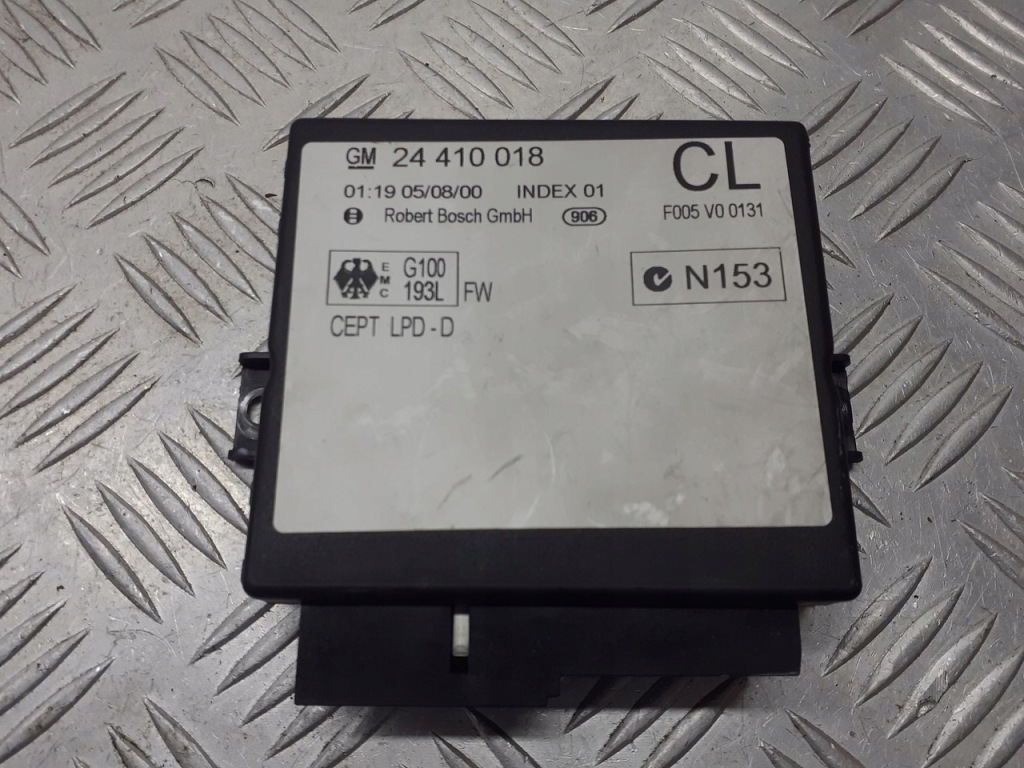 GM 24 410 018 CL
01:19 05/08/00 INDEX 01
Robert Bosch GmbH 906 F005 V0 0131
EMC G100
193L FW
N153
CEPT LPD-D